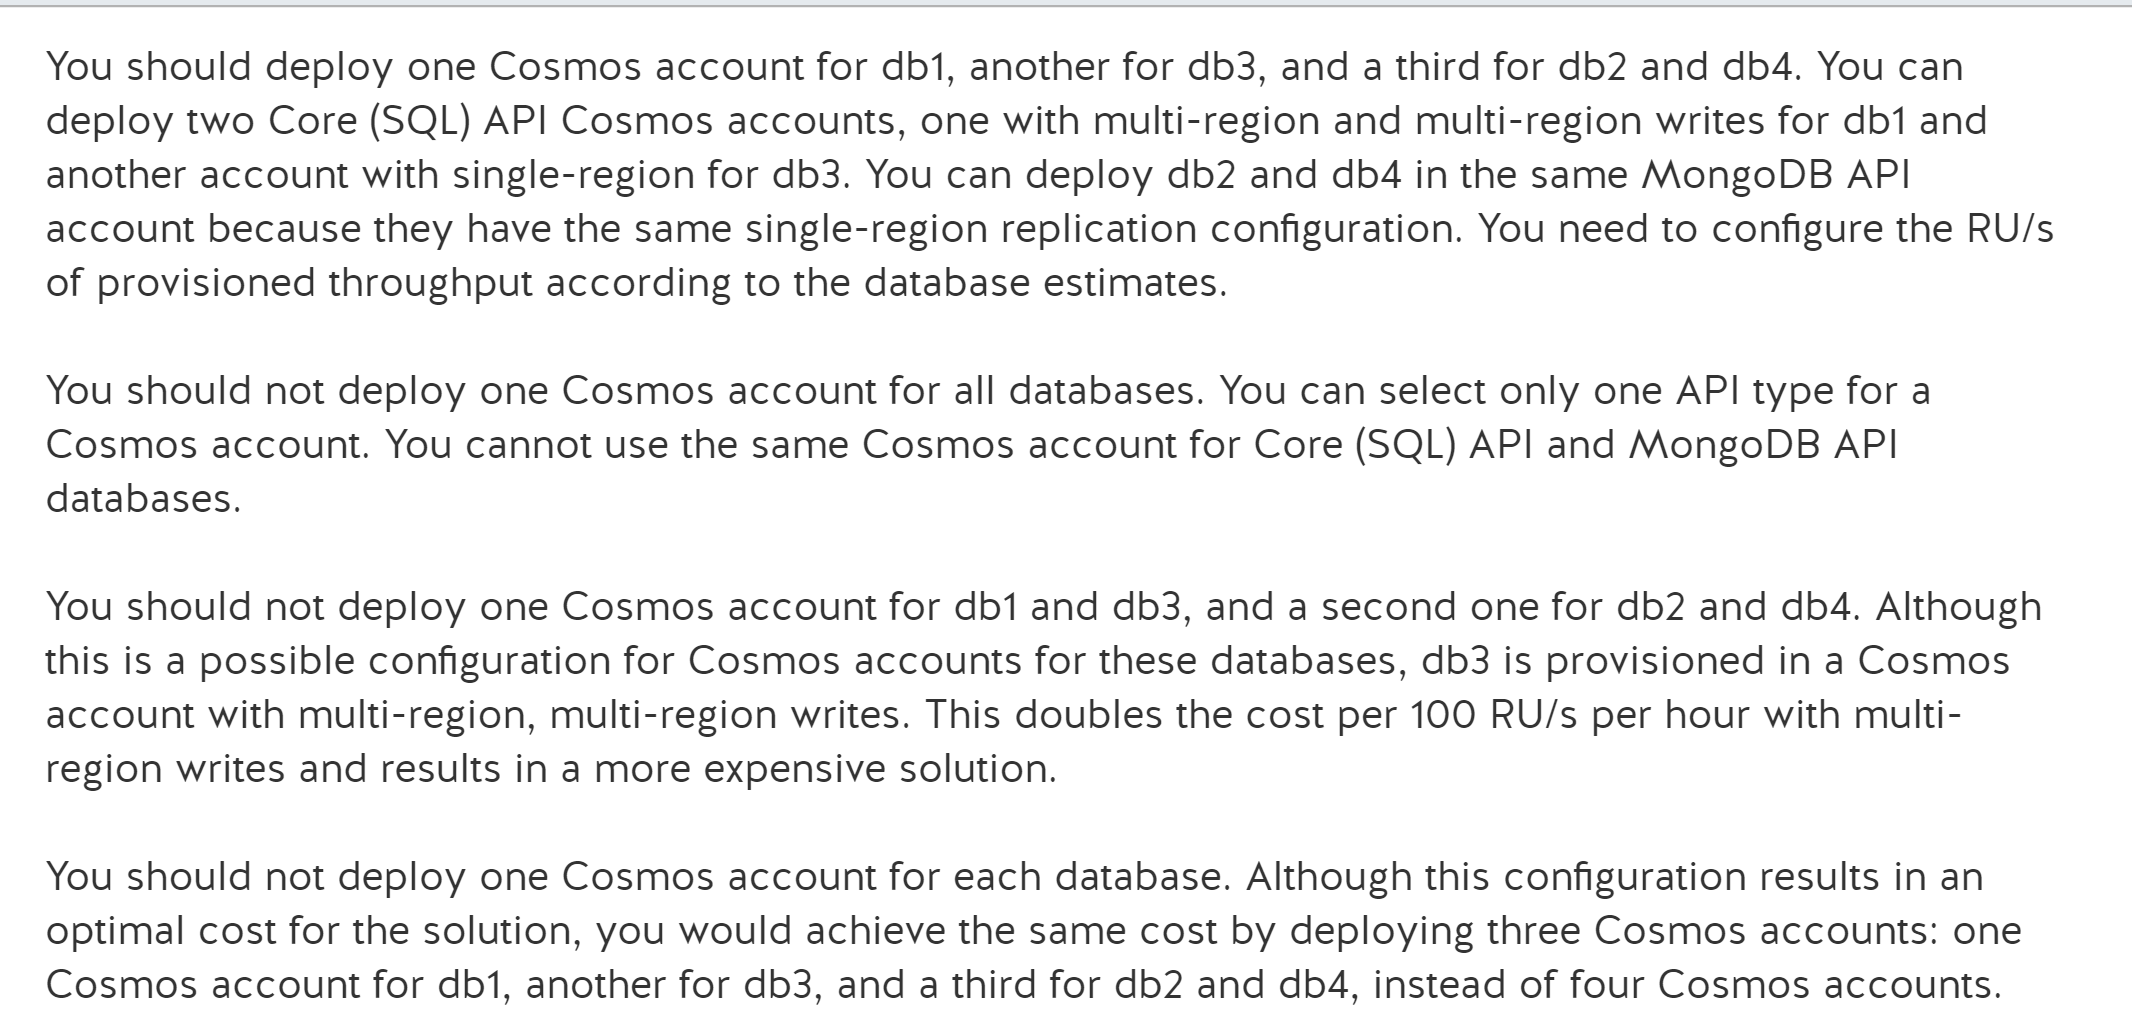 You should deploy one Cosmos account for db1, another for db3, and a third for db2 and db4. You can
deploy two Core (SQL) API Cosmos accounts, one with multi-region and multi-region writes for db1 and
another account with single-region for db3. You can deploy db2 and db4 in the same MongoDB API
account because they have the same single-region replication configuration. You need to configure the RU/s
of provisioned throughput according to the database estimates.
You should not deploy one Cosmos account for all databases. You can select only one API type for a
Cosmos account. You cannot use the same Cosmos account for Core (SQL) API and MongoDB API
databases.
You should not deploy one Cosmos account for db1 and db3, and a second one for db2 and db4. Although
this is a possible configuration for Cosmos accounts for these databases, db3 is provisioned in a Cosmos
account with multi-region, multi-region writes. This doubles the cost per 100 RU/s per hour with multi-
region writes and results in a more expensive solution.
You should not deploy one Cosmos account for each database. Although this configuration results in an
optimal cost for the solution, you would achieve the same cost by deploying three Cosmos accounts: one
Cosmos account for db1, another for db3, and a third for db2 and db4, instead of four Cosmos accounts.